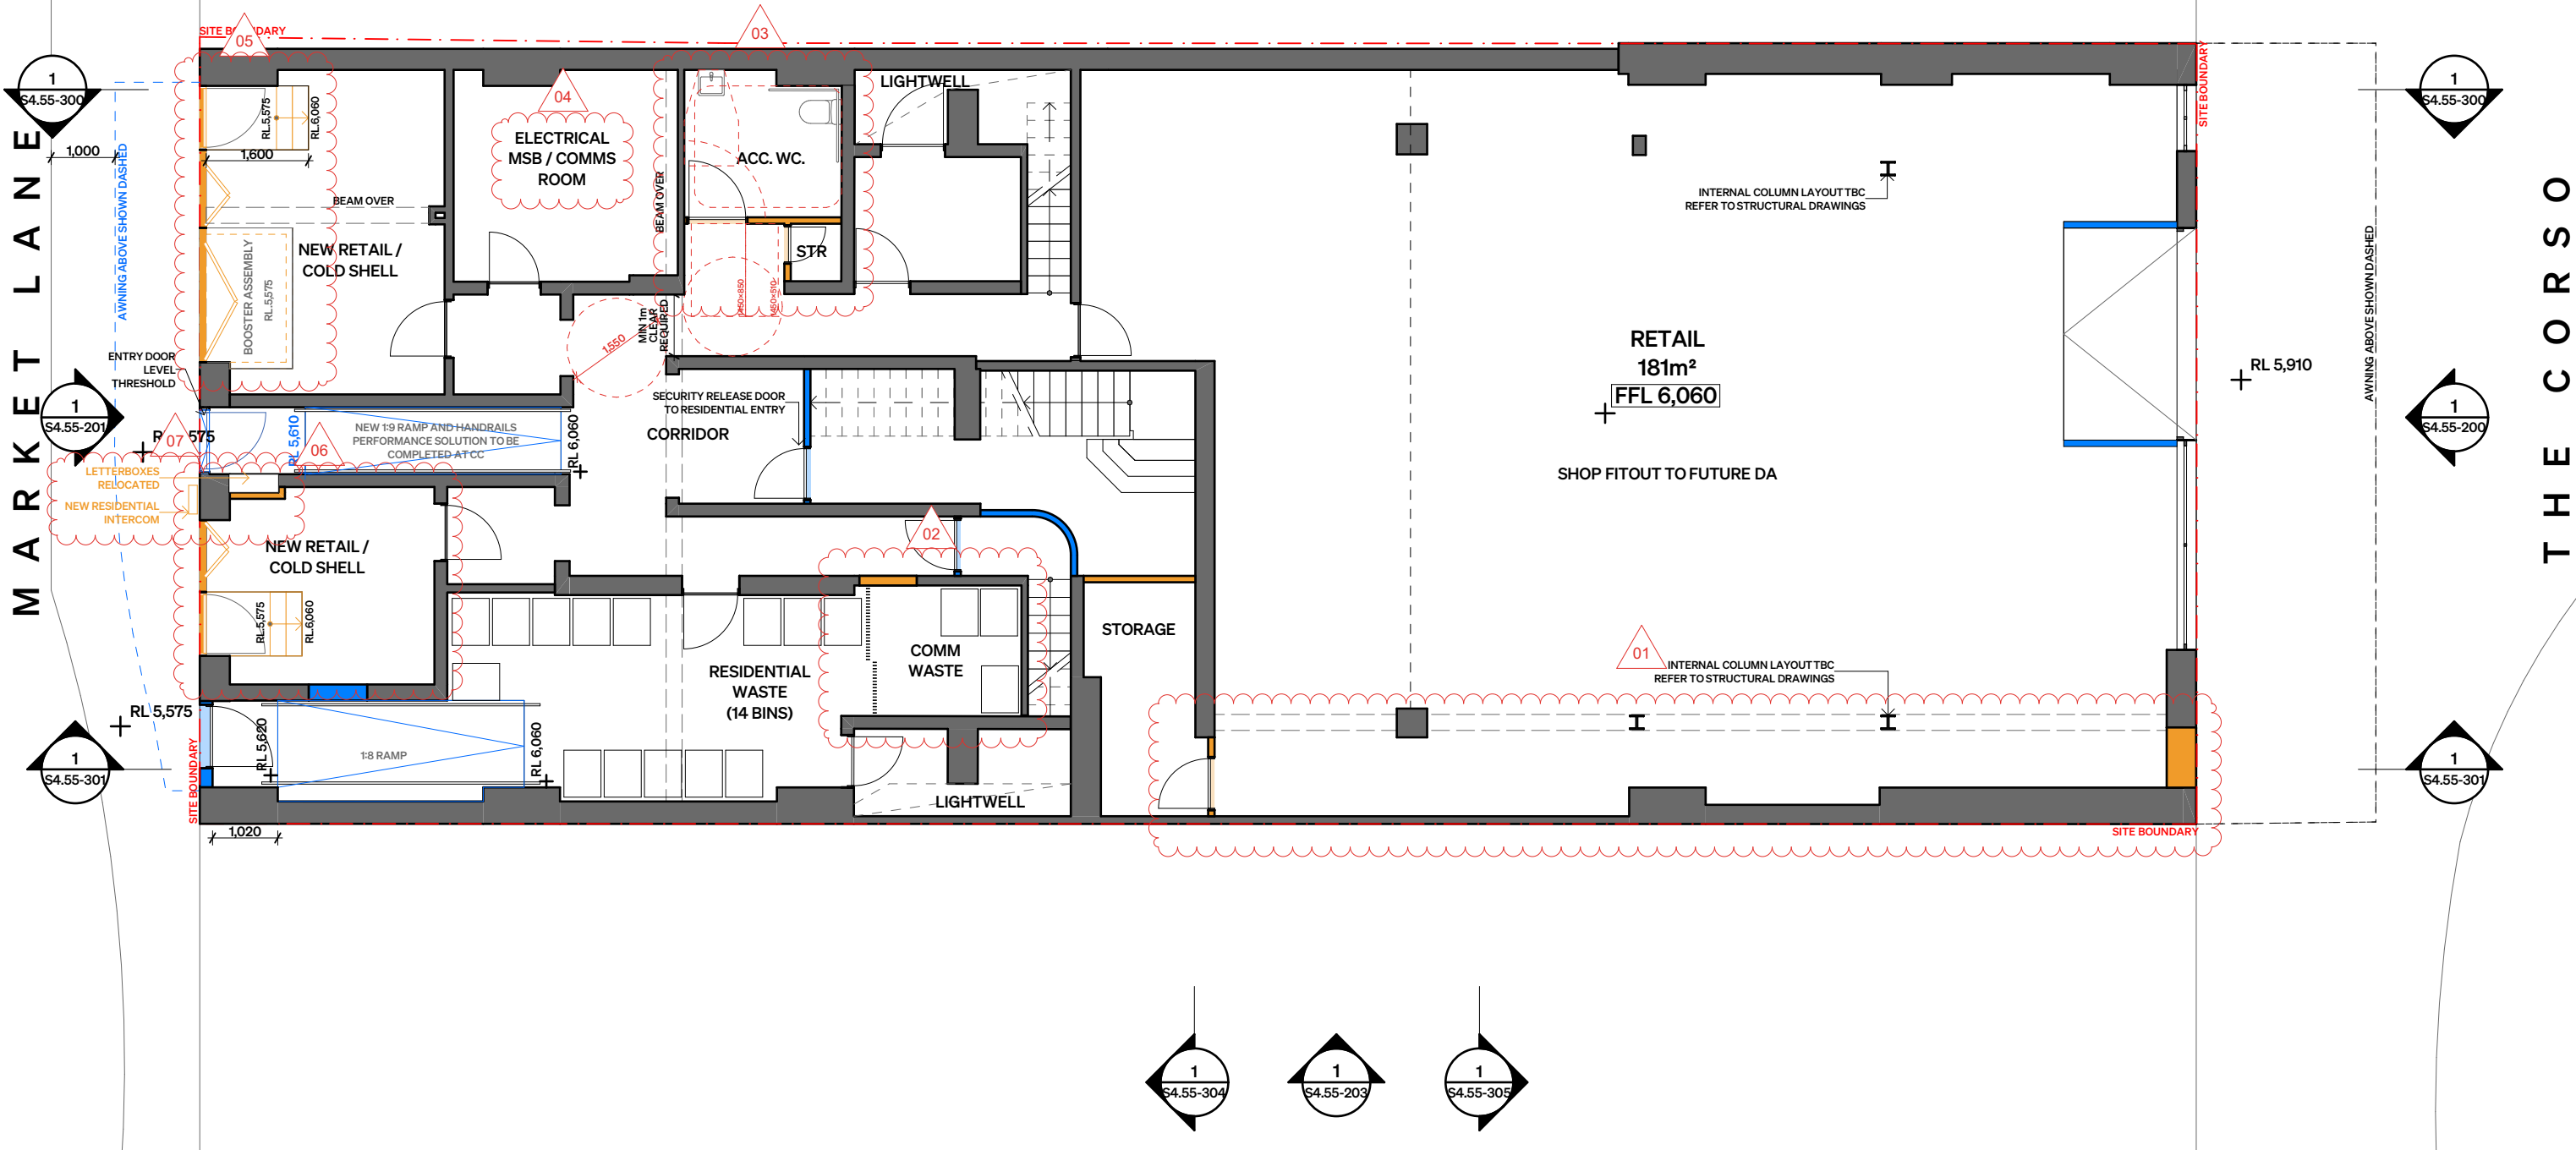 SITE BOUNDARY
05
03
1
S4.55-300
1
S4.55-300
SITE BOUNDARY
LIGHTWELL
04
ELECTRICAL
MSB / COMMS
ROOM
ACC. WC.
RL 5,575
RL 6,060
1,600
1,000
AWNING ABOVE SHOWN DASHED
BEAM OVER
BEAM OVER
INTERNAL COLUMN LAYOUT TBC
REFER TO STRUCTURAL DRAWINGS
MARKET LANE
THE CORSO
NEW RETAIL /
COLD SHELL
STR
BOOSTER ASSEMBLY
RL 5,575
AWNING ABOVE SHOWN DASHED
MIN 1m
CLEAR
REQUIRED
1,550
RETAIL
181m²
FFL 6,060
RL 5,910
ENTRY DOOR
LEVEL
THRESHOLD
1
S4.55-201
1
S4.55-200
SECURITY RELEASE DOOR
TO RESIDENTIAL ENTRY
CORRIDOR
07
RL 5,610
06
NEW 1:9 RAMP AND HANDRAILS
PERFORMANCE SOLUTION TO BE
COMPLETED AT CC
RL 6,060
LETTERBOXES
RELOCATED
NEW RESIDENTIAL
INTERCOM
SHOP FITOUT TO FUTURE DA
NEW RETAIL /
COLD SHELL
02
RL 5,575
RL 6,060
STORAGE
COMM
WASTE
RESIDENTIAL
WASTE
(14 BINS)
01
INTERNAL COLUMN LAYOUT TBC
REFER TO STRUCTURAL DRAWINGS
RL 5,575
RL 5,620
1:8 RAMP
RL 6,060
1
S4.55-301
1
S4.55-301
SITE BOUNDARY
LIGHTWELL
1,020
SITE BOUNDARY
1
S4.55-304
1
S4.55-203
1
S4.55-305